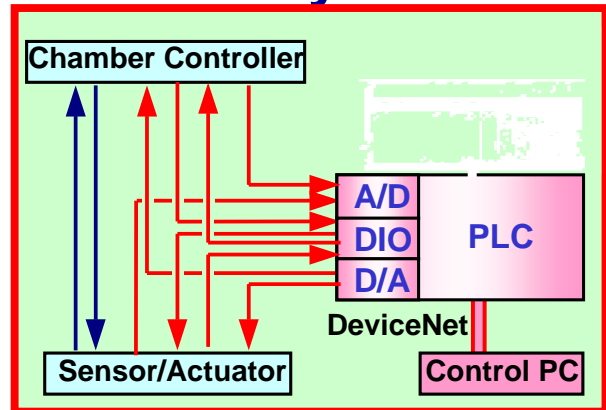 Chamber Controller
A/D
DIO
PLC
D/A
DeviceNet
Sensor/Actuator
Control PC